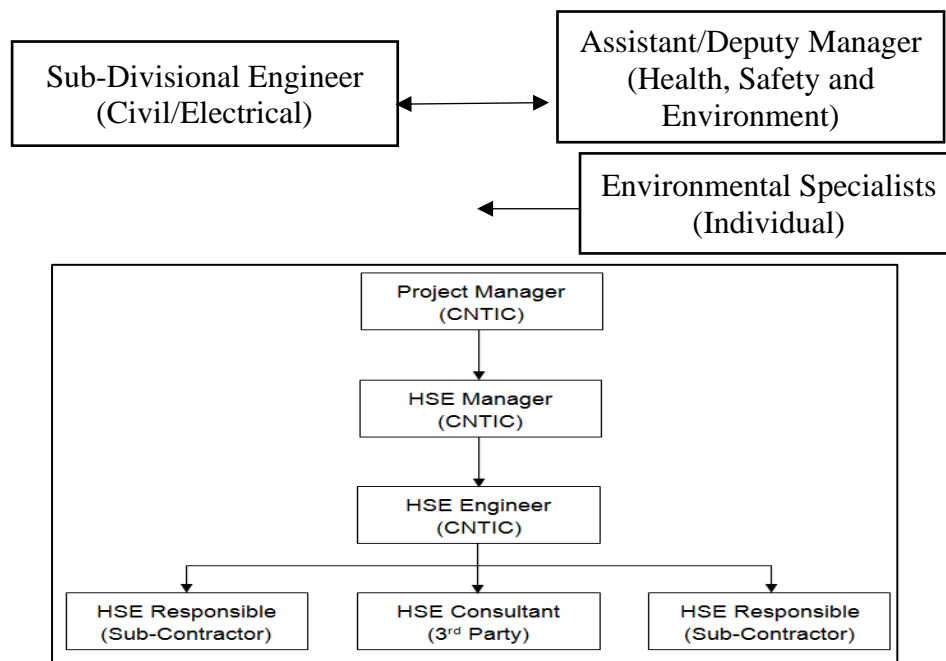 Sub-Divisional Engineer
(Civil/Electrical)
Assistant/Deputy Manager
(Health, Safety and
Environment)
Environmental Specialists
(Individual)
Project Manager
(CNTIC)
HSE Manager
(CNTIC)
HSE Engineer
(CNTIC)
HSE Responsible
(Sub-Contractor)
HSE Consultant
(3rd Party)
HSE Responsible
(Sub-Contractor)